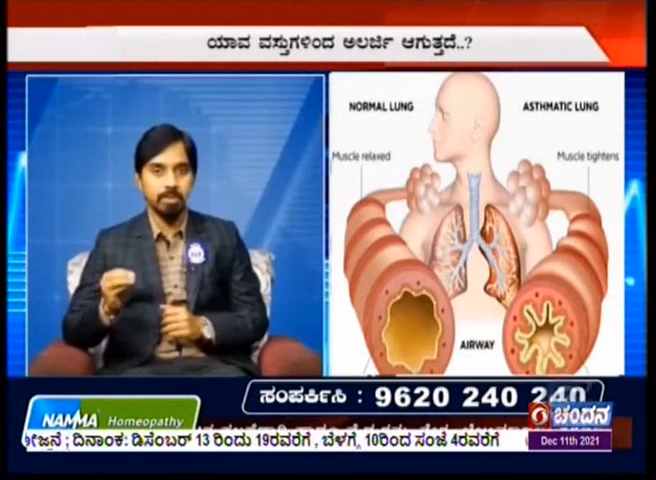 ಯಾವ ವಸ್ತುಗಳಿಂದ ಅಲರ್ಜಿ ಆಗುತ್ತದೆ..?
NORMAL LUNG
ASTHMATIC LUNG
Muscle relaxed
Muscle tightens
AIRWAY
ಸಂಪರ್ಕಿಸಿ : 9620 240 240
NAMMA Homeopathy
ಚಂದನ
ದಿನಾಂಕ: ಡಿಸೆಂಬರ್ 13 ರಿಂದು 19ರವರೆಗೆ , ಬೆಳಗ್ಗೆ 10ರಿಂದ ಸಂಜೆ 4ರವರೆಗೆ
Dec 11th 2021